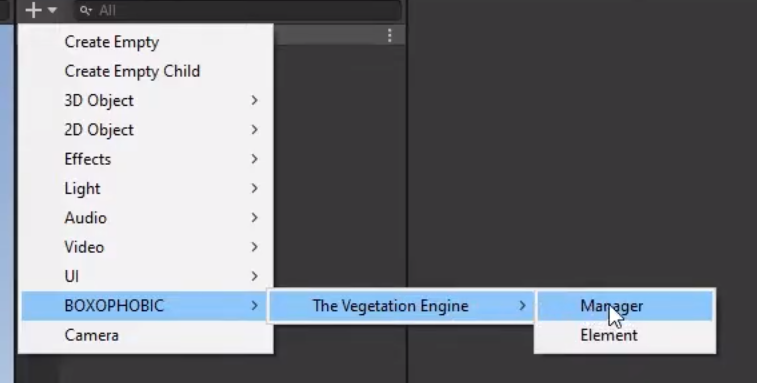 All
Create Empty
Create Empty Child
3D Object
2D Object
Effects
Light
Audio
Video
UI
BOXOPHOBIC
The Vegetation Engine
Manager
Camera
Element